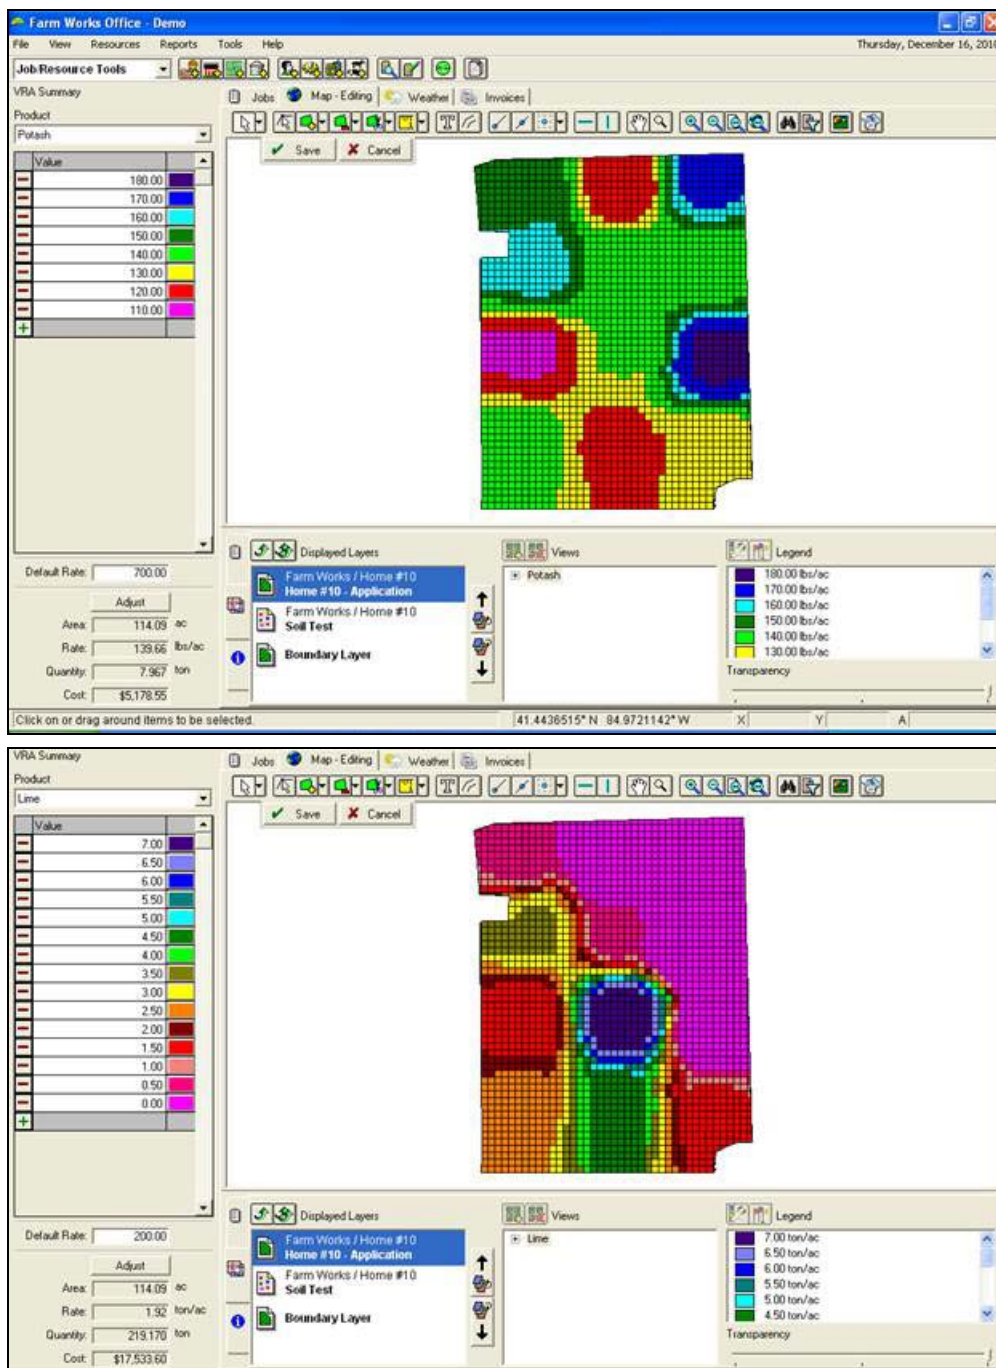 Farm Works Office - Demo
File View Resources Reports Tools Help Thursday, December 16, 2010
Job/Resource Tools
VRA Summary
Jobs Map - Editing Weather Invoices
Product
Potash
Save Cancel
Value
180.00
170.00
160.00
150.00
140.00
130.00
120.00
110.00
Default Rate: 700.00
Adjust
Area: 114.09 ac
Rate: 139.66 lbs/ac
Quantity: 7.967 ton
Cost: $5,178.55
Displayed Layers
Farm Works / Home #10
Home #10 - Application
Farm Works / Home #10
Soil Test
Boundary Layer
Views
Potash
Legend
180.00 lbs/ac
170.00 lbs/ac
160.00 lbs/ac
150.00 lbs/ac
140.00 lbs/ac
130.00 lbs/ac
Transparency
Click on or drag around items to be selected. 41.4436515° N 84.9721142° W X Y A
VRA Summary
Jobs Map - Editing Weather Invoices
Product
Lime
Save Cancel
Value
7.00
6.50
6.00
5.50
5.00
4.50
4.00
3.50
3.00
2.50
2.00
1.50
1.00
0.50
0.00
Default Rate: 200.00
Adjust
Area: 114.09 ac
Rate: 1.92 ton/ac
Quantity: 219.170 ton
Cost: $17,533.60
Displayed Layers
Farm Works / Home #10
Home #10 - Application
Farm Works / Home #10
Soil Test
Boundary Layer
Views
Lime
Legend
7.00 ton/ac
6.50 ton/ac
6.00 ton/ac
5.50 ton/ac
5.00 ton/ac
4.50 ton/ac
Transparency